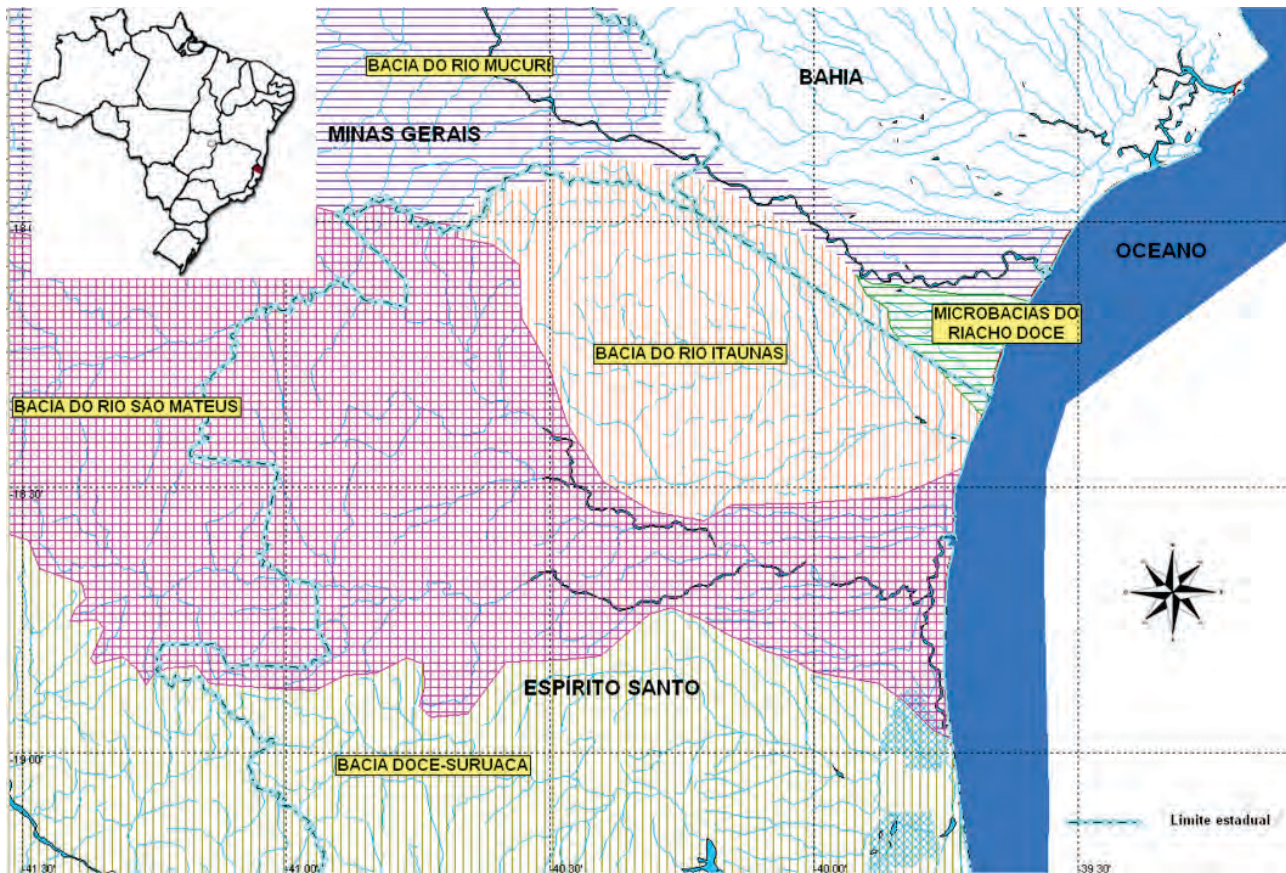 BACIA DO RIO MUCURI
BAHIA
MINAS GERAIS
OCEANO
MICROBACIAS DO
RIACHO DOCE
BACIA DO RIO ITAUNAS
BACIA DO RIO SÃO MATEUS
-18 30'
ESPÍRITO SANTO
-19 00'
BACIA DOCE-SURUACA
Limite estadual
-41 30'
-41 00'
-40 30'
-40 00'
-39 30'